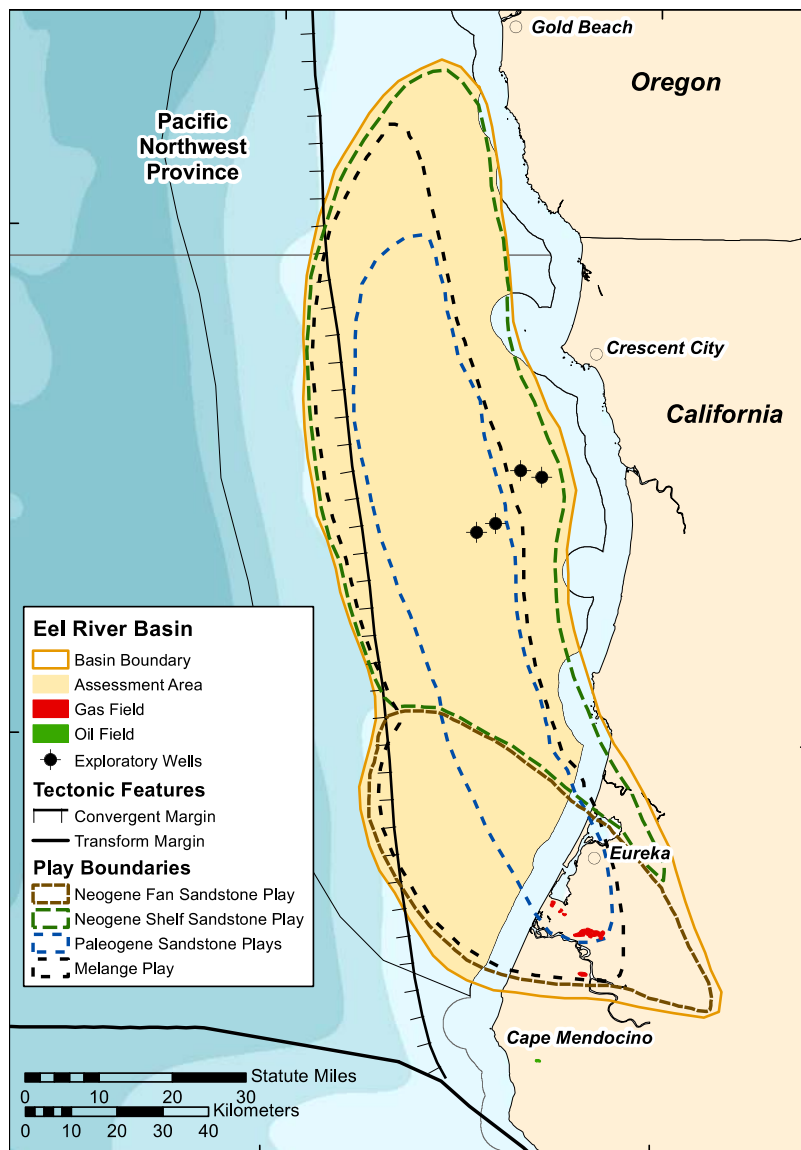 Gold Beach
Oregon
Pacific
Northwest
Province
Crescent City
California
Eel River Basin
Basin Boundary
Assessment Area
Gas Field
Oil Field
Exploratory Wells
Tectonic Features
Convergent Margin
Transform Margin
Play Boundaries
Neogene Fan Sandstone Play
Neogene Shelf Sandstone Play
Paleogene Sandstone Plays
Melange Play
Eureka
Cape Mendocino
Statute Miles
0 10 20 30
Kilometers
0 10 20 30 40